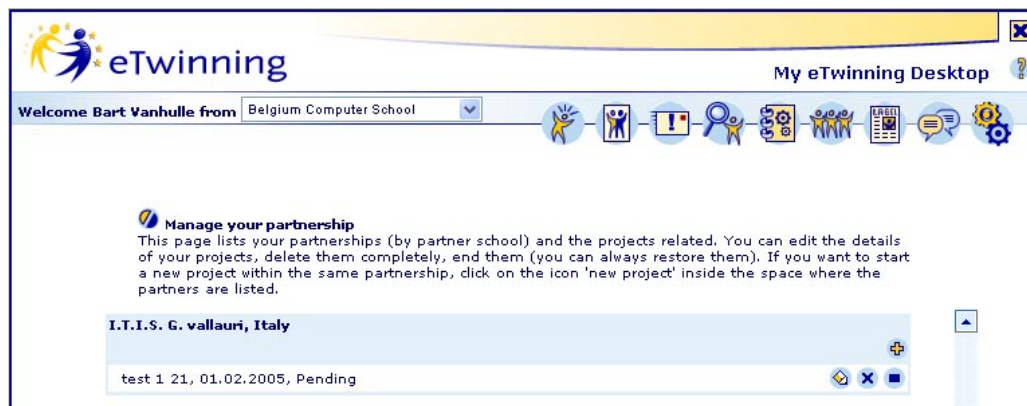 eTwinning
My eTwinning Desktop
?
Welcome Bart Vanhulle from Belgium Computer School
LABEL
Manage your partnership
This page lists your partnerships (by partner school) and the projects related. You can edit the details
of your projects, delete them completely, end them (you can always restore them). If you want to start
a new project within the same partnership, click on the icon 'new project' inside the space where the
partners are listed.
I.T.I.S. G. vallauri, Italy
test 1 21, 01.02.2005, Pending